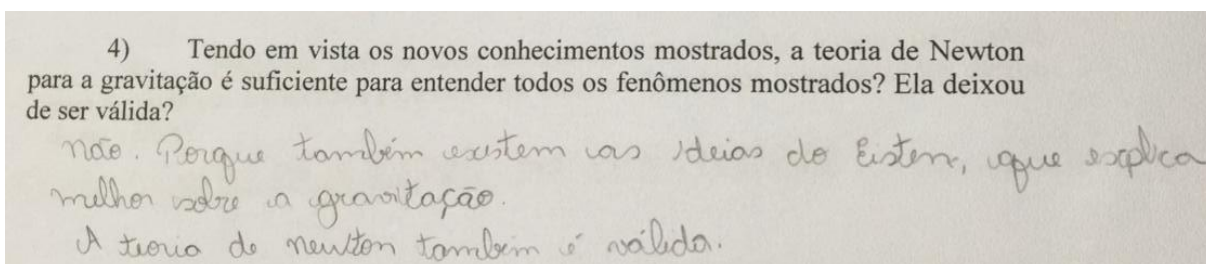 4) Tendo em vista os novos conhecimentos mostrados, a teoria de Newton
para a gravitação é suficiente para entender todos os fenômenos mostrados? Ela deixou
de ser válida?
não. Porque também existem as ideias do Eisten, que explica
melhor sobre a gravitação.
A teoria do newton também é válida.